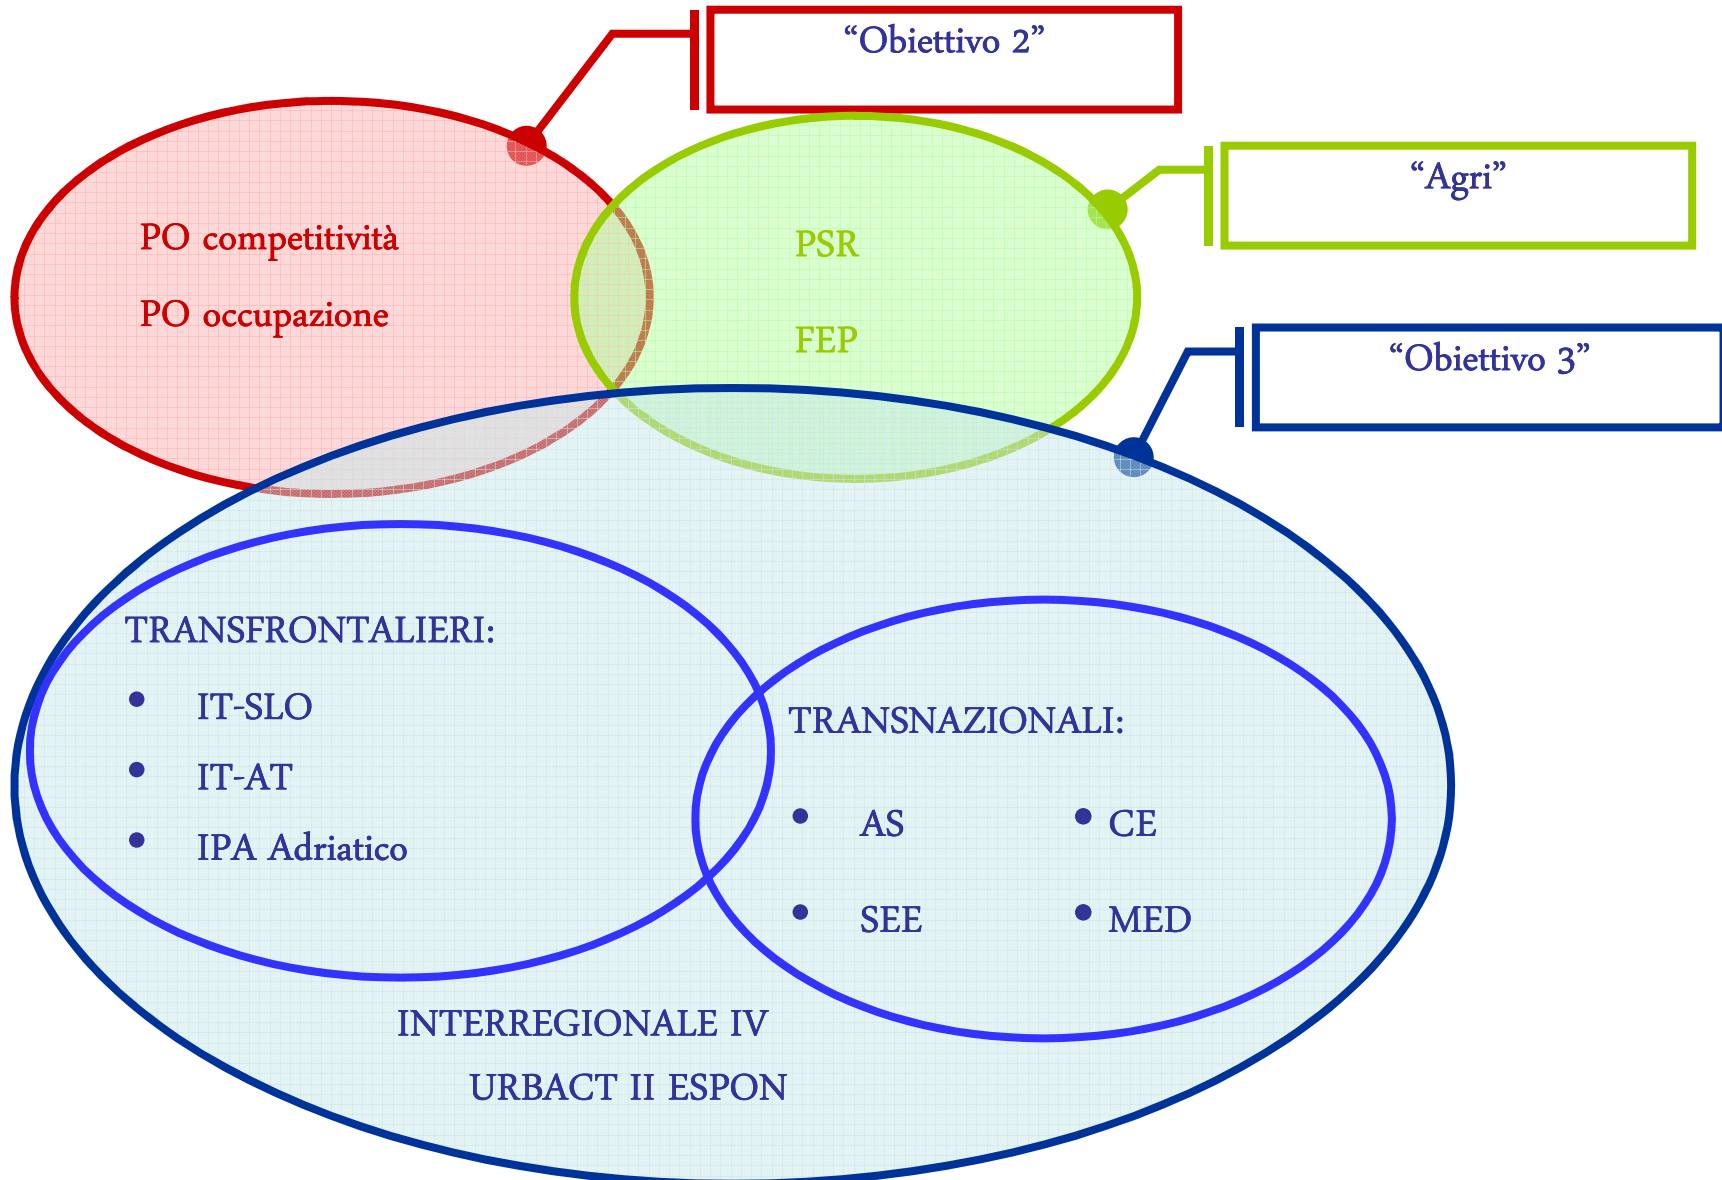 “Obiettivo 2”
“Agri”
PO competitività
PO occupazione
PSR
FEP
“Obiettivo 3”
TRANSFRONTALIERI:
• IT-SLO
• IT-AT
• IPA Adriatico
TRANSNAZIONALI:
• AS • CE
• SEE • MED
INTERREGIONALE IV
URBACT II ESPON